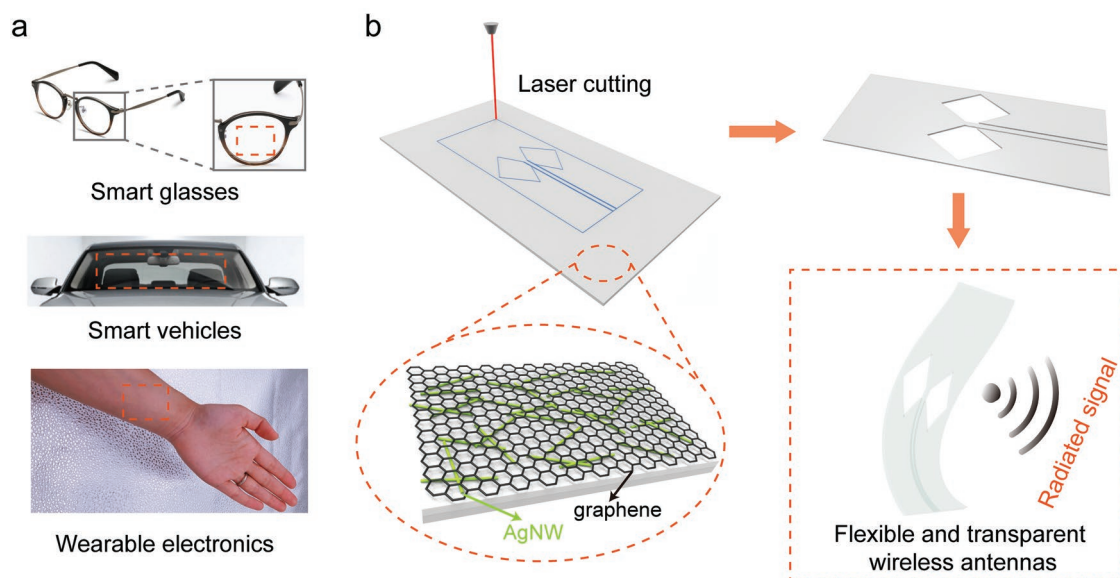 a
Smart glasses
Smart vehicles
Wearable electronics
b
Laser cutting
graphene
AgNW
Radiated signal
Flexible and transparent
wireless antennas